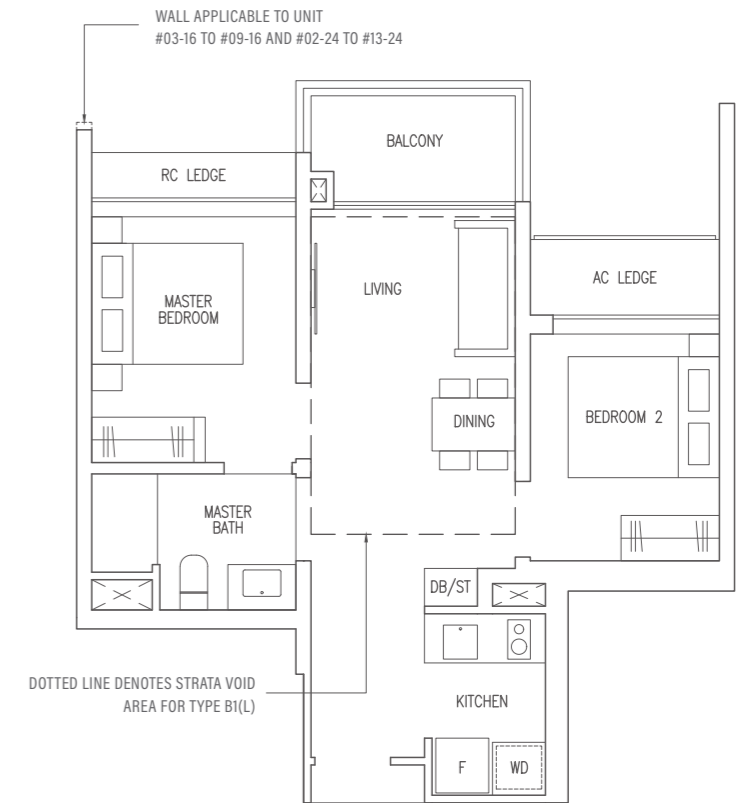 WALL APPLICABLE TO UNIT
#03-16 TO #09-16 AND #02-24 TO #13-24
BALCONY
RC LEDGE
AC LEDGE
LIVING
MASTER
BEDROOM
DINING
BEDROOM 2
MASTER
BATH
DB/ST
DOTTED LINE DENOTES STRATA VOID
AREA FOR TYPE B1(L)
KITCHEN
F
WD